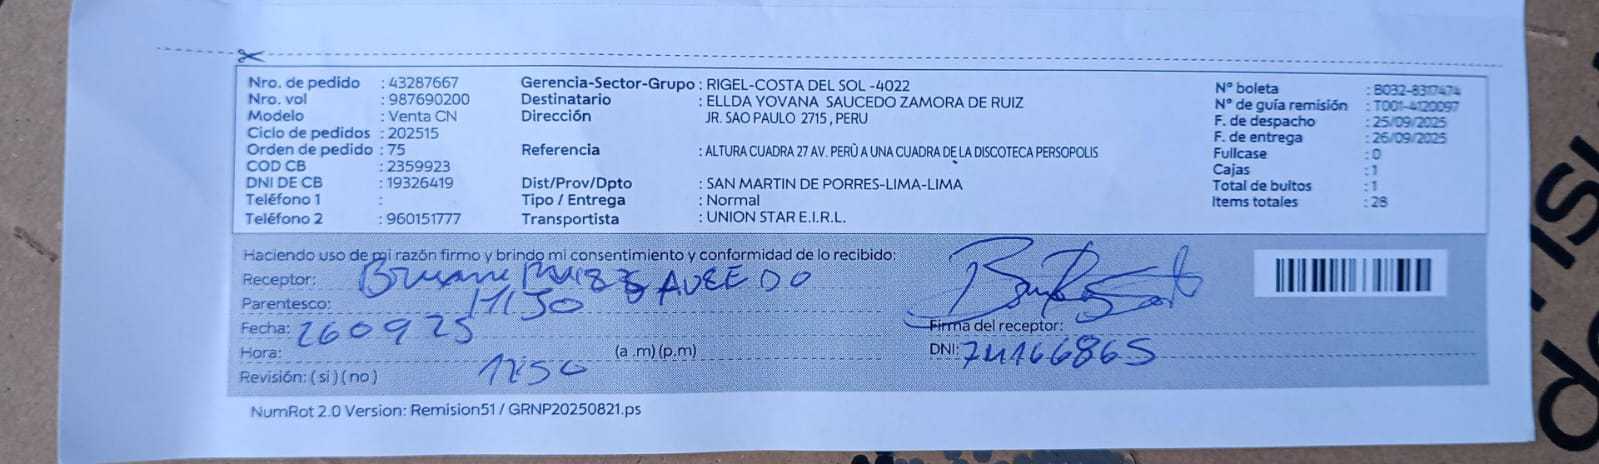 Nro. de pedido : 43287667
Nro. vol : 987690200
Modelo : Venta CN
Ciclo de pedidos : 202515
Orden de pedido : 75
COD CB : 2359923
DNI DE CB : 19326419
Teléfono 1 :
Teléfono 2 : 960151777
Gerencia-Sector-Grupo : RIGEL-COSTA DEL SOL -4022
Destinatario : ELLDA YOVANA SAUCEDO ZAMORA DE RUIZ
Dirección JR. SAO PAULO 2715 , PERU
Referencia : ALTURA CUADRA 27 AV. PERÚ A UNA CUADRA DE LA DISCOTECA PERSOPOLIS
Dist/Prov/Dpto : SAN MARTIN DE PORRES-LIMA-LIMA
Tipo / Entrega : Normal
Transportista : UNION STAR E.I.R.L.
Nº boleta : B032-8317474
Nº de guía remisión : T001-4120097
F. de despacho : 25/09/2025
F. de entrega : 26/09/2025
Fullcase : 0
Cajas : 1
Total de bultos : 1
Items totales : 28
Haciendo uso de mi razón firmo y brindo mi consentimiento y conformidad de lo recibido:
Receptor:
Parentesco:
Fecha: 260925
Hora: (a .m) (p.m)
Revisión: ( si ) ( no )
Firma del receptor:
DNI: 74166865
NumRot 2.0 Version: Remision51 / GRNP20250821.ps